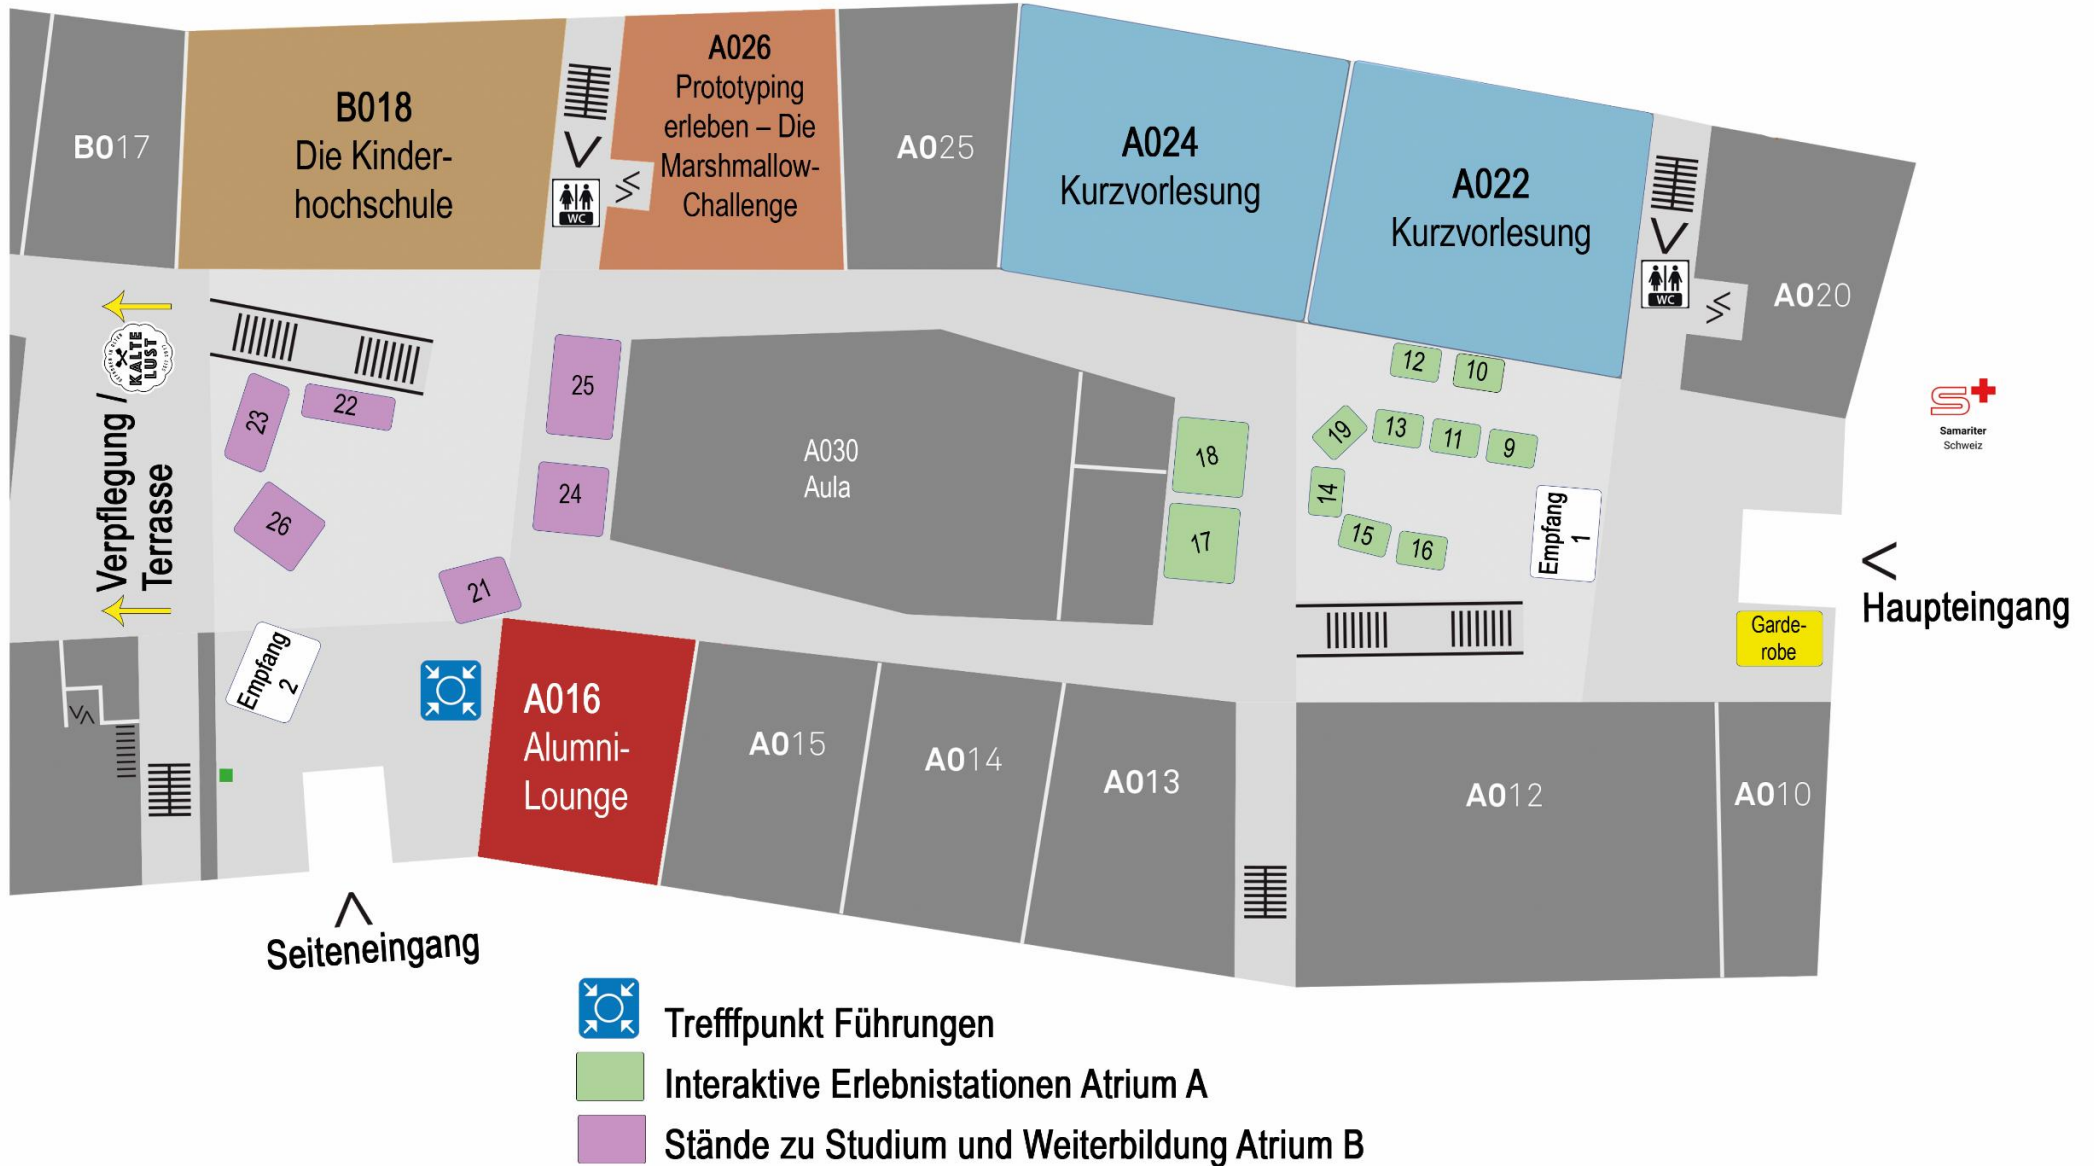 B017
B018
Die Kinder-
hochschule
WC
A026
Prototyping
erleben – Die
Marshmallow-
Challenge
A025
A024
Kurzvorlesung
A022
Kurzvorlesung
WC
A020
KÄLTE
LUST
Verpflegung /
Terrasse
23
22
26
21
25
24
A030
Aula
18
17
12
10
19
13
11
9
14
15
16
Empfang
1
Samariter
Schweiz
Haupteingang
Garde-
robe
Empfang
2
A016
Alumni-
Lounge
A015
A014
A013
A012
A010
Seiteneingang
Trefffpunkt Führungen
Interaktive Erlebnistationen Atrium A
Stände zu Studium und Weiterbildung Atrium B